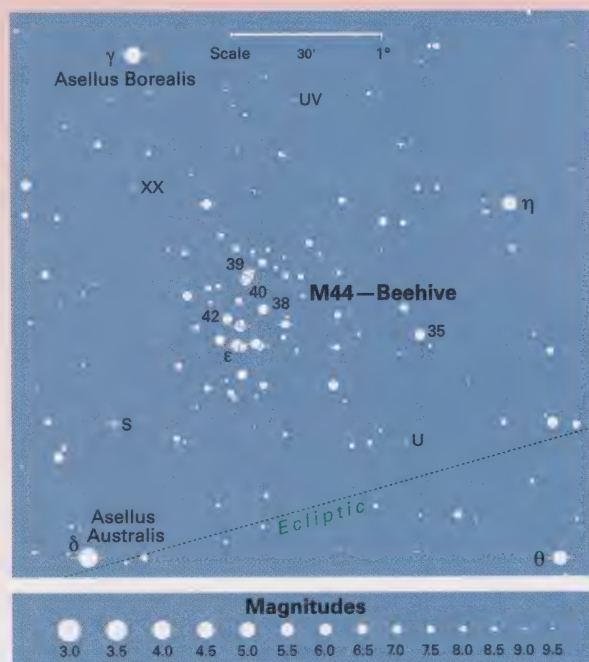 Scale 30' 1°
γ
Asellus Borealis
UV
XX
η
39
M44—Beehive
40
38
42
35
ε
S
U
Asellus
Australis
Ecliptic
δ
θ
Magnitudes
3.0 3.5 4.0 4.5 5.0 5.5 6.0 6.5 7.0 7.5 8.0 8.5 9.0 9.5